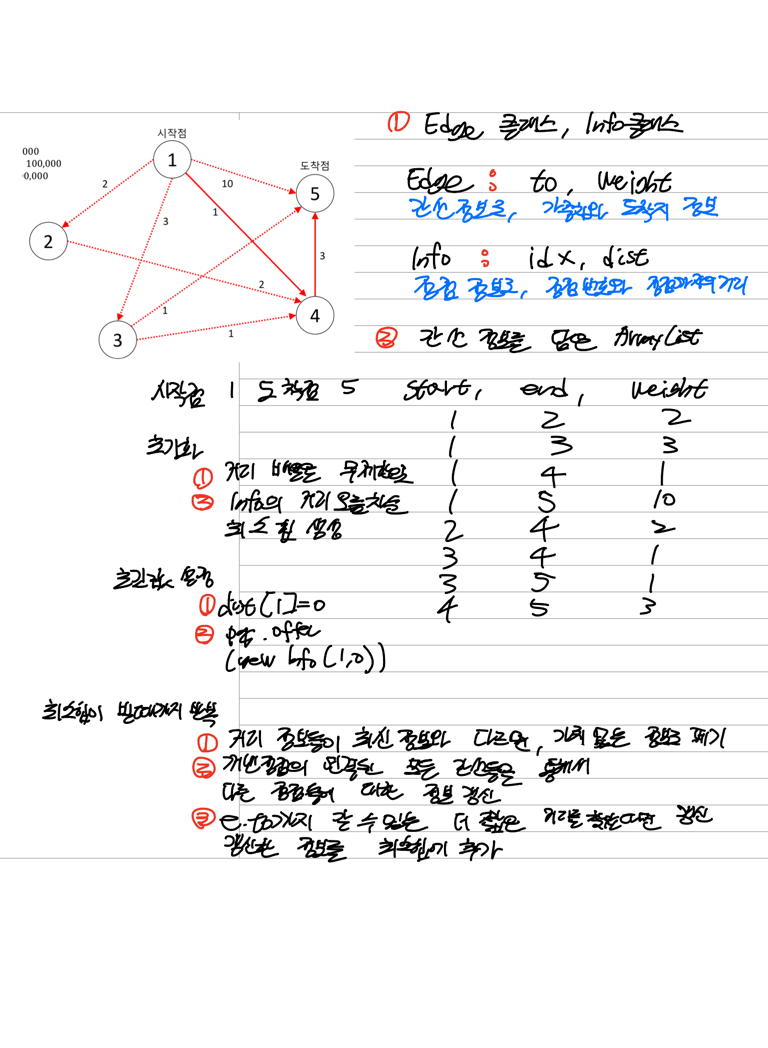 시작점
1
도착점
5
000
100,000
0,000
2
10
1
3
2
2
3
4
1
1
3
① Edge 클래스, Info클래스
Edge : to, weight
간선 정보로, 가중치와 도착지 정보
Info : idx, dist
정점 정보로, 정점 번호와 정점까지의 거리
② 간선 정보를 담은 ArrayList
시작점 1 도착점 5
start, end, weight
1 2 2
1 3 3
1 4 1
1 5 10
2 4 2
3 4 1
3 5 1
4 5 3
초기화
① 거리 배열은 무제한으로
② Info의 거리 오름차순
최소 힙 생성
초깃값 설정
① dist[1]=0
② pq.offer
(new Info(1,0))
최소힙이 빌때까지 반복
① 거리 정보들이 최신 정보와 다르면, 가치 없는 정보로 폐기
② 연결된 모든 간선들을 통해서
다른 정점들에 대한 정보 갱신
③ e.to까지 갈 수 있는 더 짧은 거리를 찾는다면 갱신
갱신한 정보를 최소힙에 추가